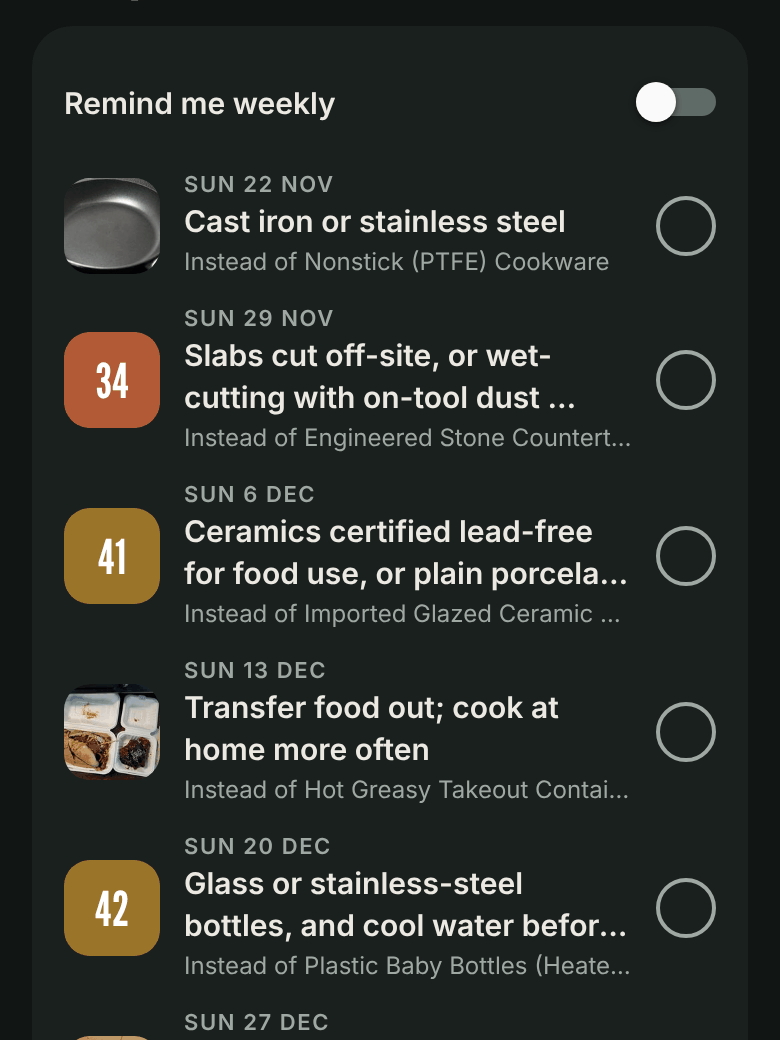 Remind me weekly
SUN 22 NOV
Cast iron or stainless steel
Instead of Nonstick (PTFE) Cookware
SUN 29 NOV
34
Slabs cut off-site, or wet-
cutting with on-tool dust ...
Instead of Engineered Stone Countert...
SUN 6 DEC
41
Ceramics certified lead-free
for food use, or plain porcela...
Instead of Imported Glazed Ceramic ...
SUN 13 DEC
Transfer food out; cook at
home more often
Instead of Hot Greasy Takeout Contai...
SUN 20 DEC
42
Glass or stainless-steel
bottles, and cool water befor...
Instead of Plastic Baby Bottles (Heate...
SUN 27 DEC